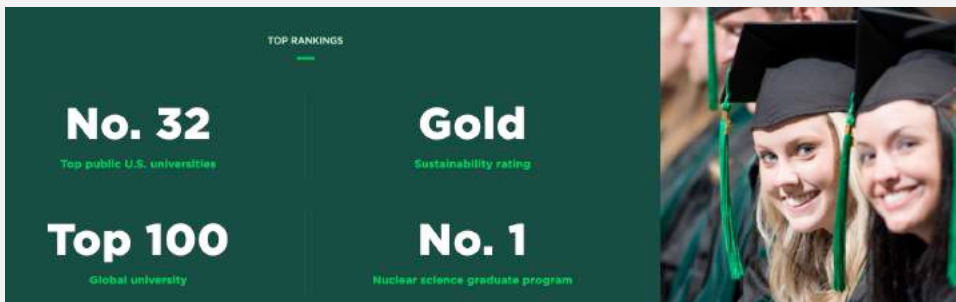 TOP RANKINGS
No. 32
Top public U.S. universities
Gold
Sustainability rating
Top 100
Global university
No. 1
Nuclear science graduate program